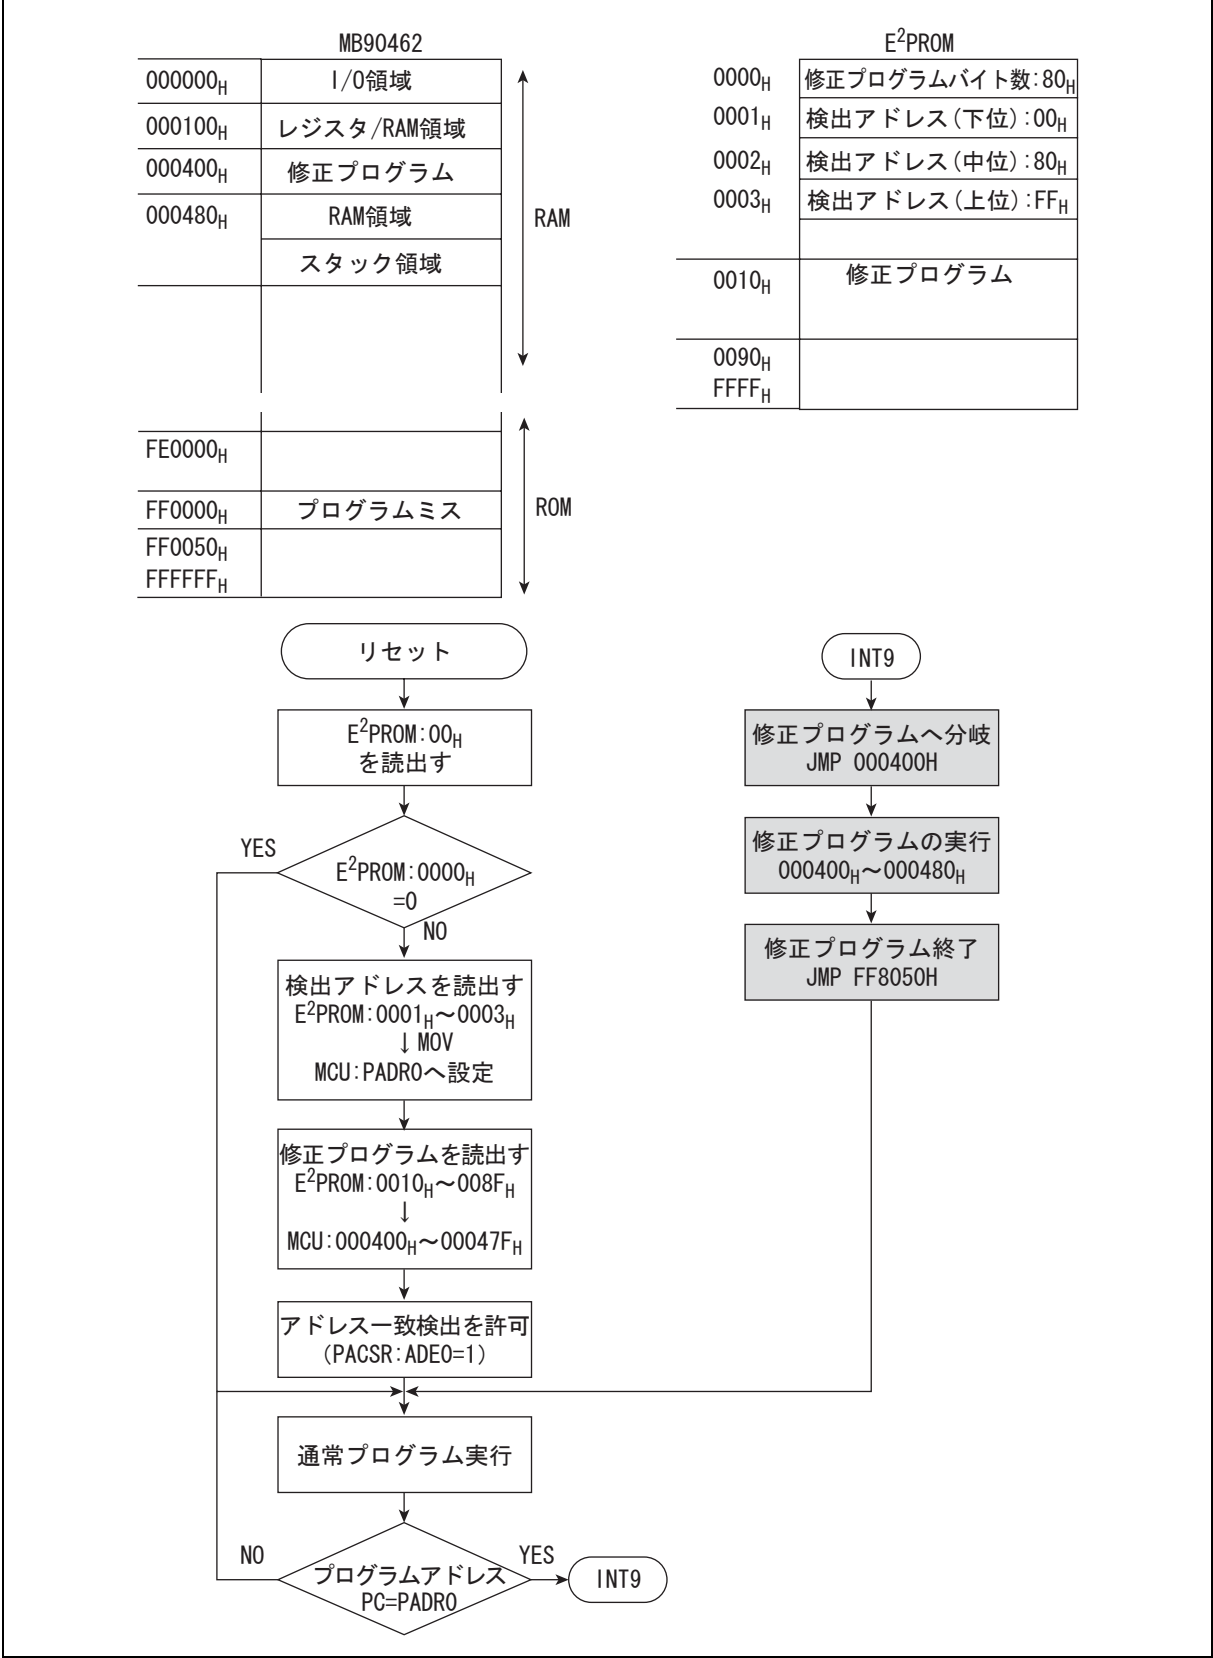 MB90462
000000H I/O領域
000100H レジスタ/RAM領域
000400H 修正プログラム
000480H RAM領域
スタック領域
RAM
FE0000H
FF0000H プログラムミス
FF0050H
FFFFFFH
ROM
E2PROM
0000H 修正プログラムバイト数:80H
0001H 検出アドレス(下位):00H
0002H 検出アドレス(中位):80H
0003H 検出アドレス(上位):FFH
0010H 修正プログラム
0090H
FFFFH
リセット
E2PROM:00H
を読出す
YES
E2PROM:0000H
=0
NO
検出アドレスを読出す
E2PROM:0001H～0003H
↓MOV
MCU:PADR0へ設定
修正プログラムを読出す
E2PROM:0010H～008FH
↓
MCU:000400H～00047FH
アドレス一致検出を許可
(PACSR:ADE0=1)
通常プログラム実行
NO
プログラムアドレス
PC=PADR0
YES
INT9
INT9
修正プログラムへ分岐
JMP 000400H
修正プログラムの実行
000400H～000480H
修正プログラム終了
JMP FF8050H